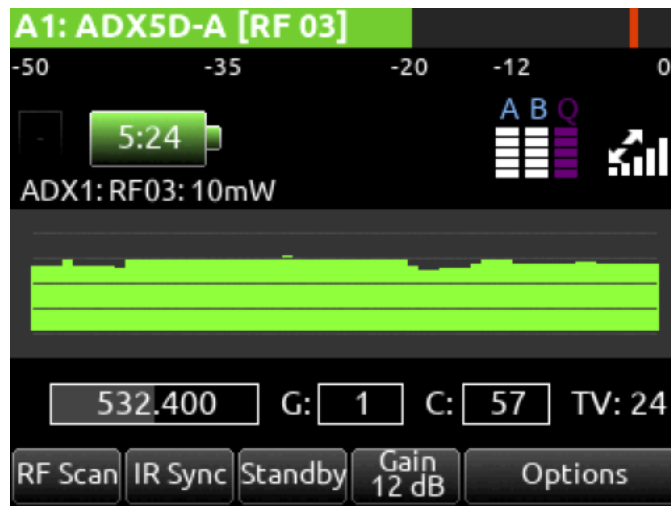 A1: ADX5D-A [RF 03]
-50 -35 -20 -12 0
A B Q
- 5:24
ADX1: RF03: 10mW
532.400 G: 1 C: 57 TV: 24
RF Scan IR Sync Standby Gain 12 dB Options